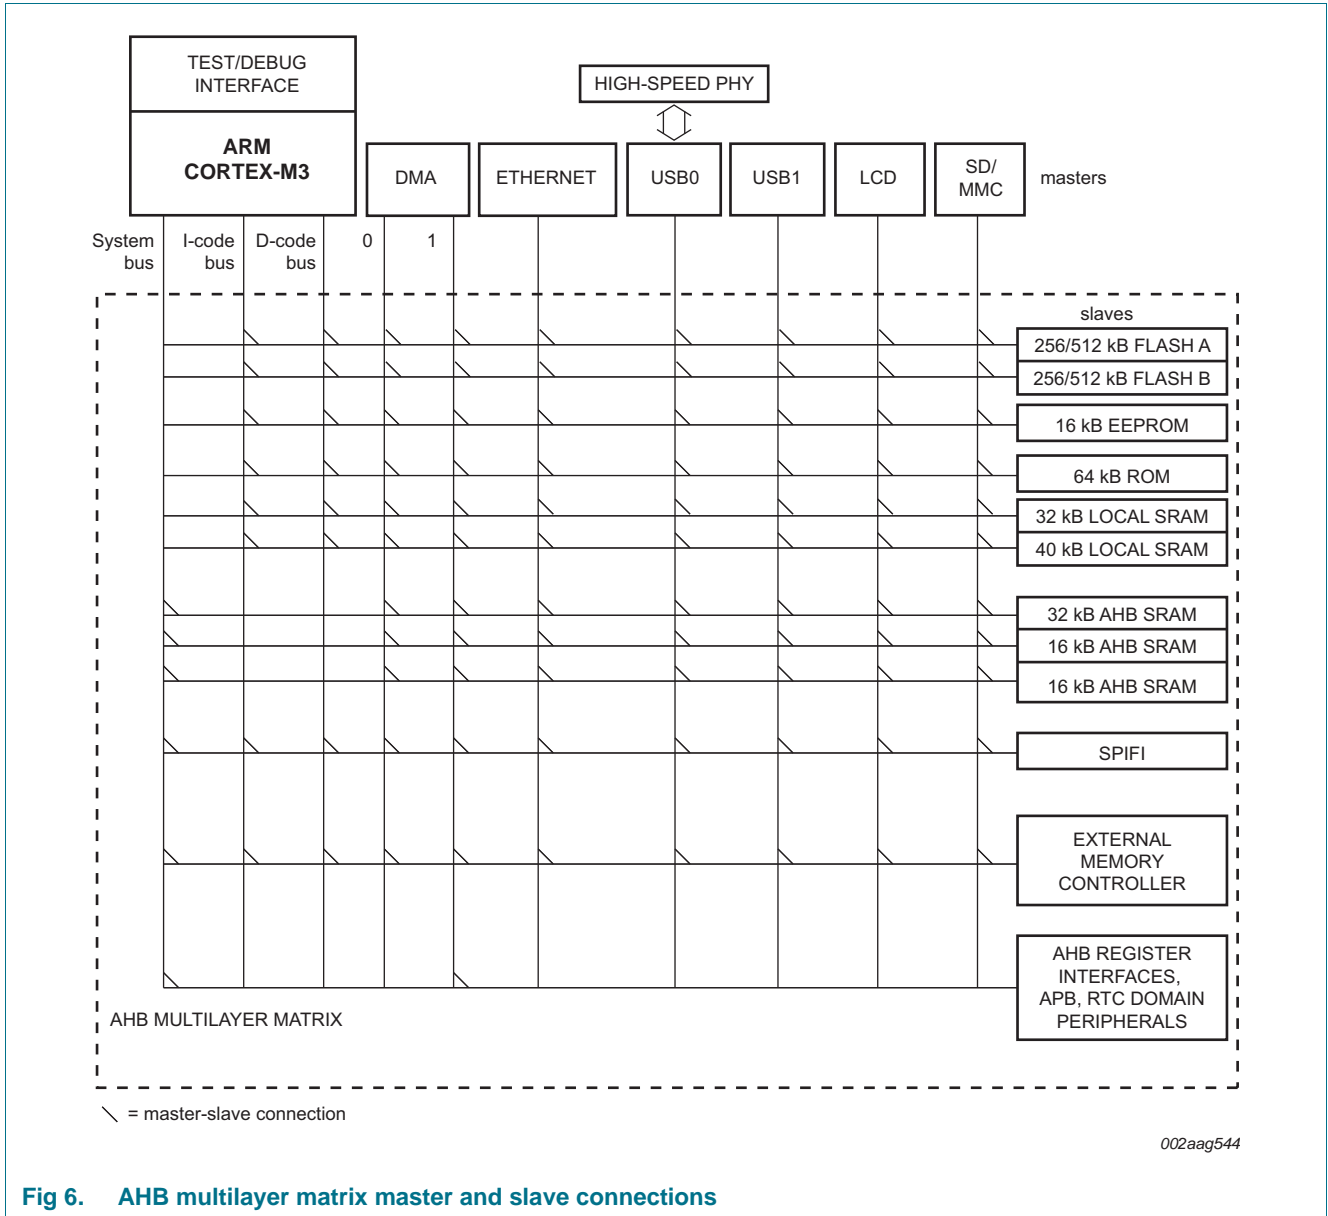 TEST/DEBUG
INTERFACE
ARM
CORTEX-M3
HIGH-SPEED PHY
DMA
ETHERNET
USB0
USB1
LCD
SD/
MMC
masters
System
bus
I-code
bus
D-code
bus
0
1
slaves
256/512 kB FLASH A
256/512 kB FLASH B
16 kB EEPROM
64 kB ROM
32 kB LOCAL SRAM
40 kB LOCAL SRAM
32 kB AHB SRAM
16 kB AHB SRAM
16 kB AHB SRAM
SPIFI
EXTERNAL
MEMORY
CONTROLLER
AHB REGISTER
INTERFACES,
APB, RTC DOMAIN
PERIPHERALS
AHB MULTILAYER MATRIX
= master-slave connection
002aag544
Fig 6. AHB multilayer matrix master and slave connections